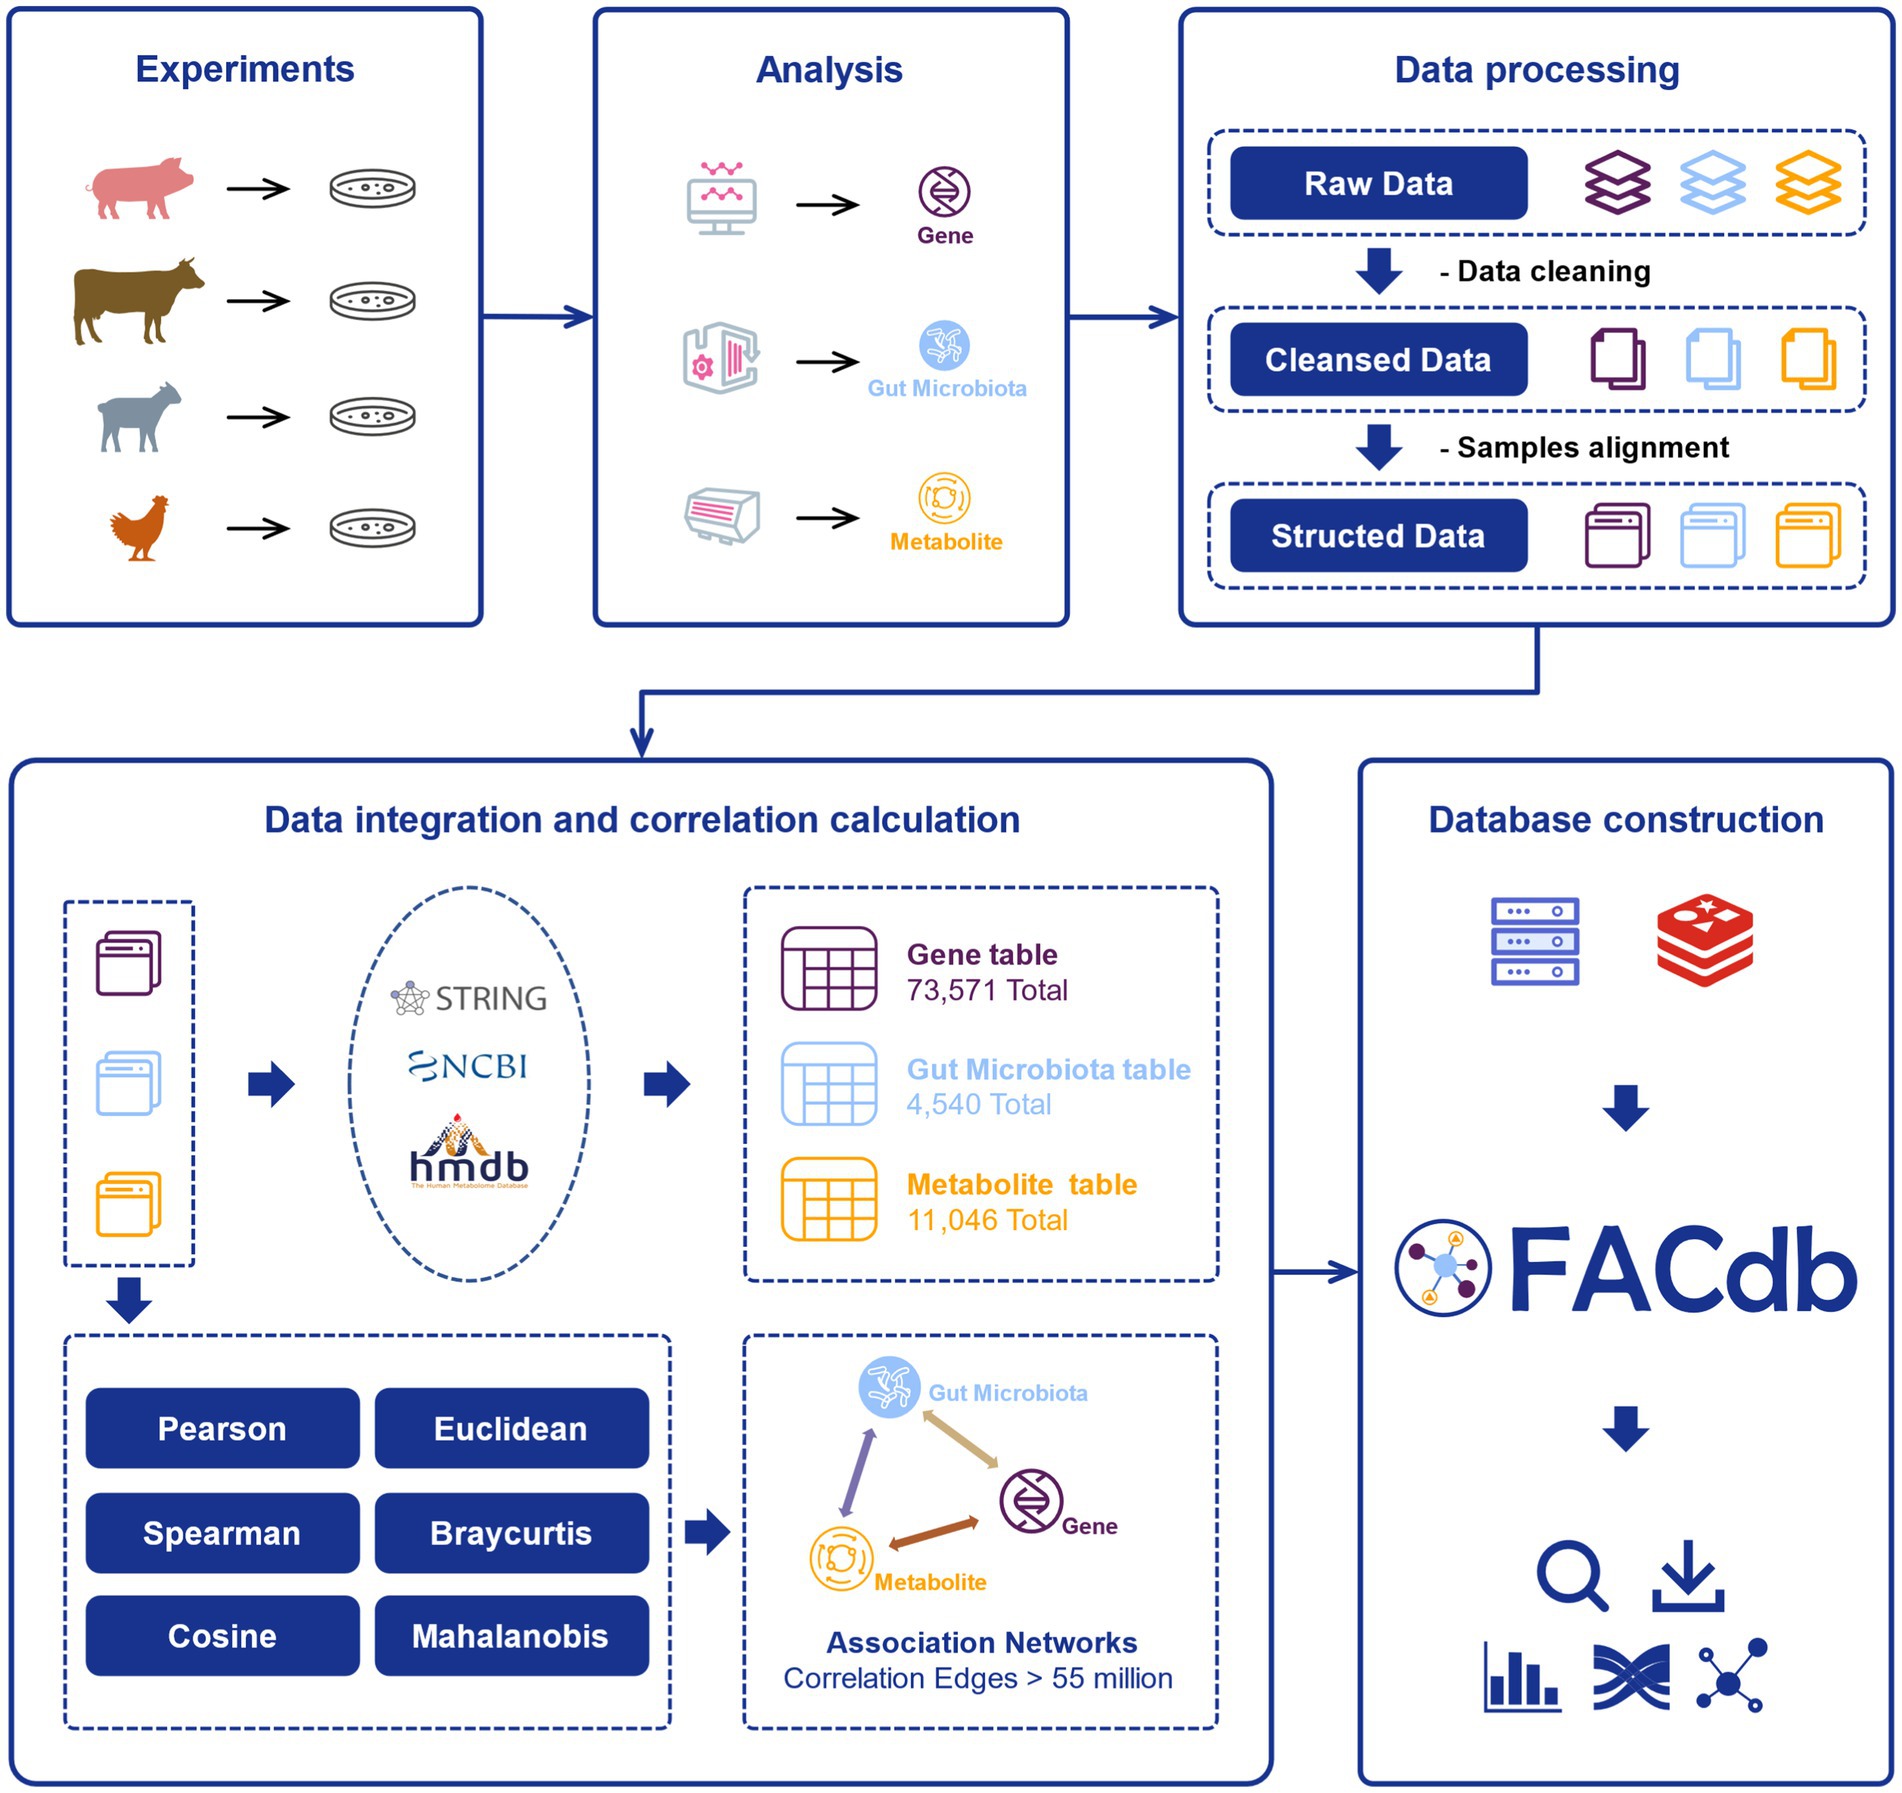 Experiments
Analysis
Gene
Gut Microbiota
Metabolite
Data processing
Raw Data
- Data cleaning
Cleansed Data
- Samples alignment
Structed Data
Data integration and correlation calculation
STRING
NCBI
hmdb
The Human Metabolome Database
Gene table
73,571 Total
Gut Microbiota table
4,540 Total
Metabolite table
11,046 Total
Pearson
Euclidean
Spearman
Braycurtis
Cosine
Mahalanobis
Gut Microbiota
Gene
Metabolite
Association Networks
Correlation Edges > 55 million
Database construction
FACdb